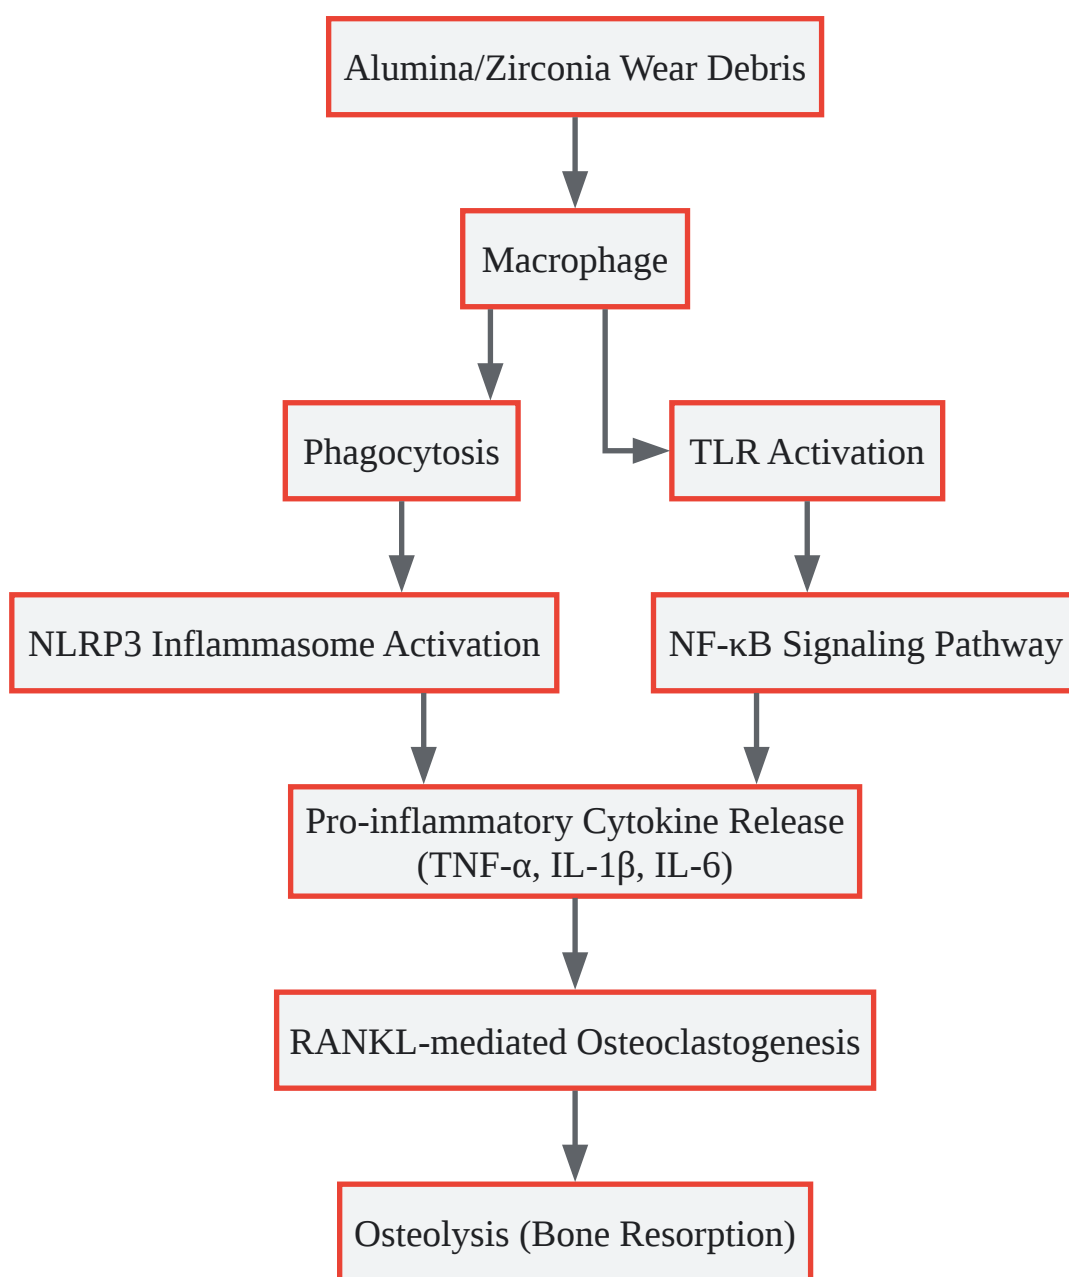 Alumina/Zirconia Wear Debris
Macrophage
Phagocytosis
TLR Activation
NLRP3 Inflammasome Activation
NF-κB Signaling Pathway
Pro-inflammatory Cytokine Release
(TNF-α, IL-1β, IL-6)
RANKL-mediated Osteoclastogenesis
Osteolysis (Bone Resorption)